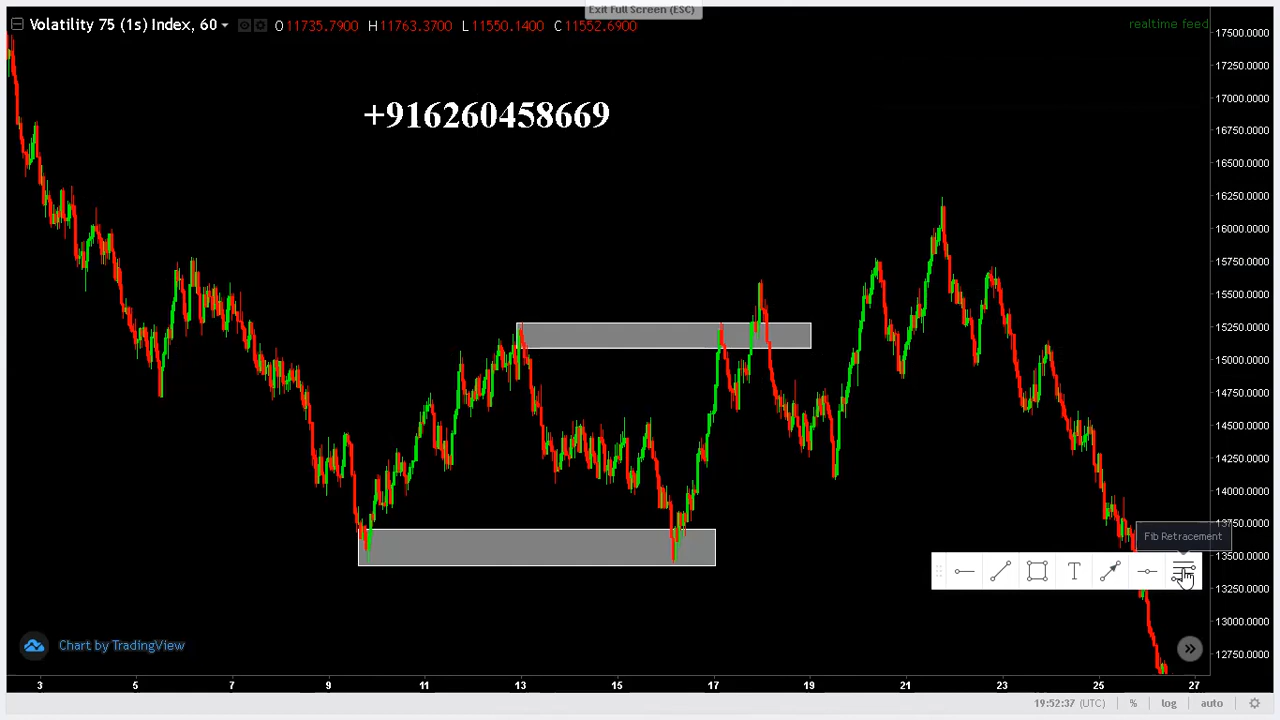 Exit Full Screen (ESC)
Volatility 75 (1s) Index, 60 O 11735.7900 H 11763.3700 L 11550.1400 C 11552.6900
realtime feed
+916260458669
17500.0000
17250.0000
17000.0000
16750.0000
16500.0000
16250.0000
16000.0000
15750.0000
15500.0000
15250.0000
15000.0000
14750.0000
14500.0000
14250.0000
14000.0000
13750.0000
Fib Retracement
13500.0000
T
13250.0000
13000.0000
12750.0000
Chart by TradingView
3 5 7 9 11 13 15 17 19 21 23 25 27
19:52:37 (UTC) % log auto